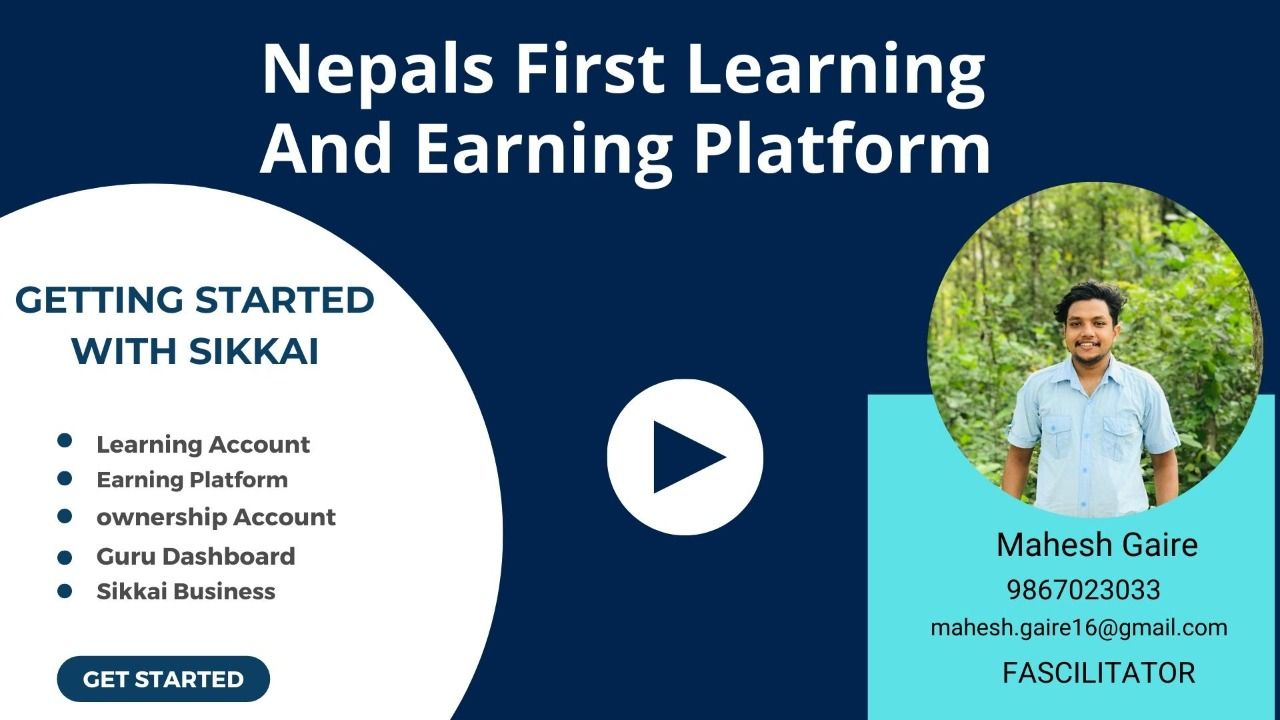 Nepals First Learning
And Earning Platform
GETTING STARTED
WITH SIKKAI
Learning Account
Earning Platform
ownership Account
Guru Dashboard
Sikkai Business
GET STARTED
Mahesh Gaire
9867023033
mahesh.gaire16@gmail.com
FASCILITATOR